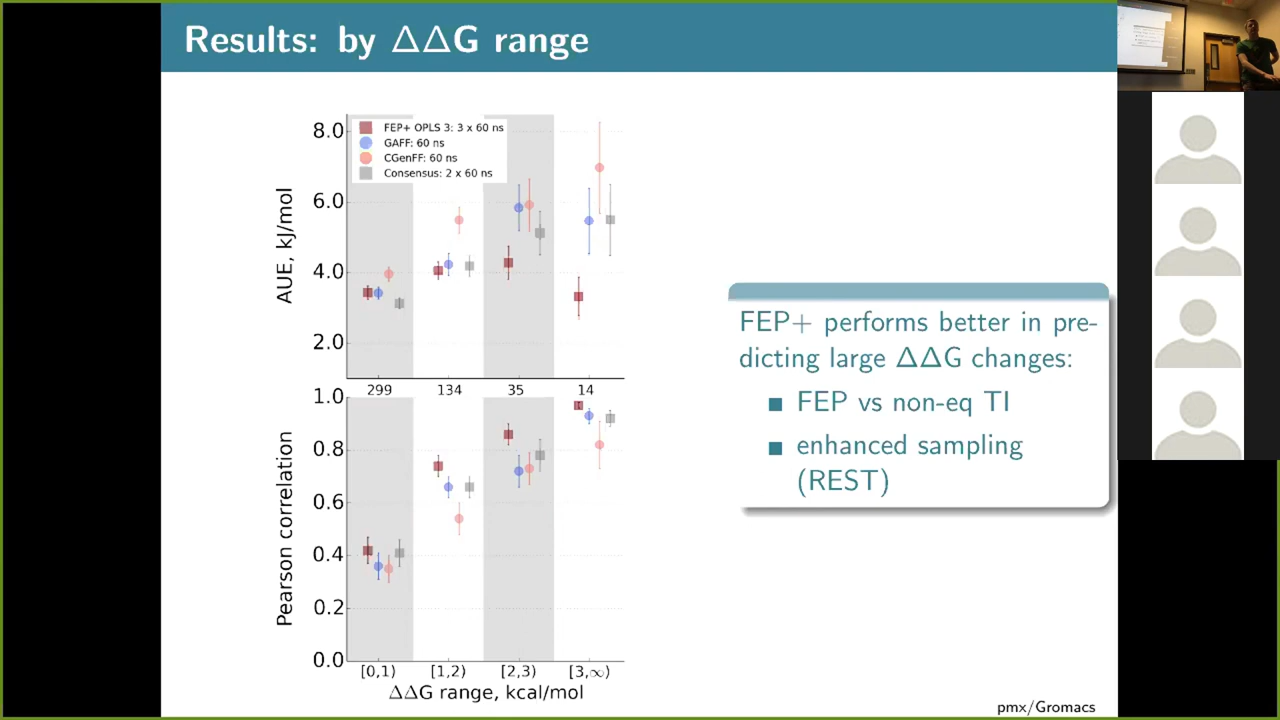 Results: by ΔΔG range
FEP+ OPLS 3: 3 x 60 ns
GAFF: 60 ns
CGenFF: 60 ns
Consensus: 2 x 60 ns
AUE, kJ/mol
8.0
6.0
4.0
2.0
299 134 35 14
Pearson correlation
1.0
0.8
0.6
0.4
0.2
0.0
[0,1) [1,2) [2,3) [3,∞)
ΔΔG range, kcal/mol
FEP+ performs better in pre-
dicting large ΔΔG changes:
FEP vs non-eq TI
enhanced sampling
(REST)
pmx/Gromacs